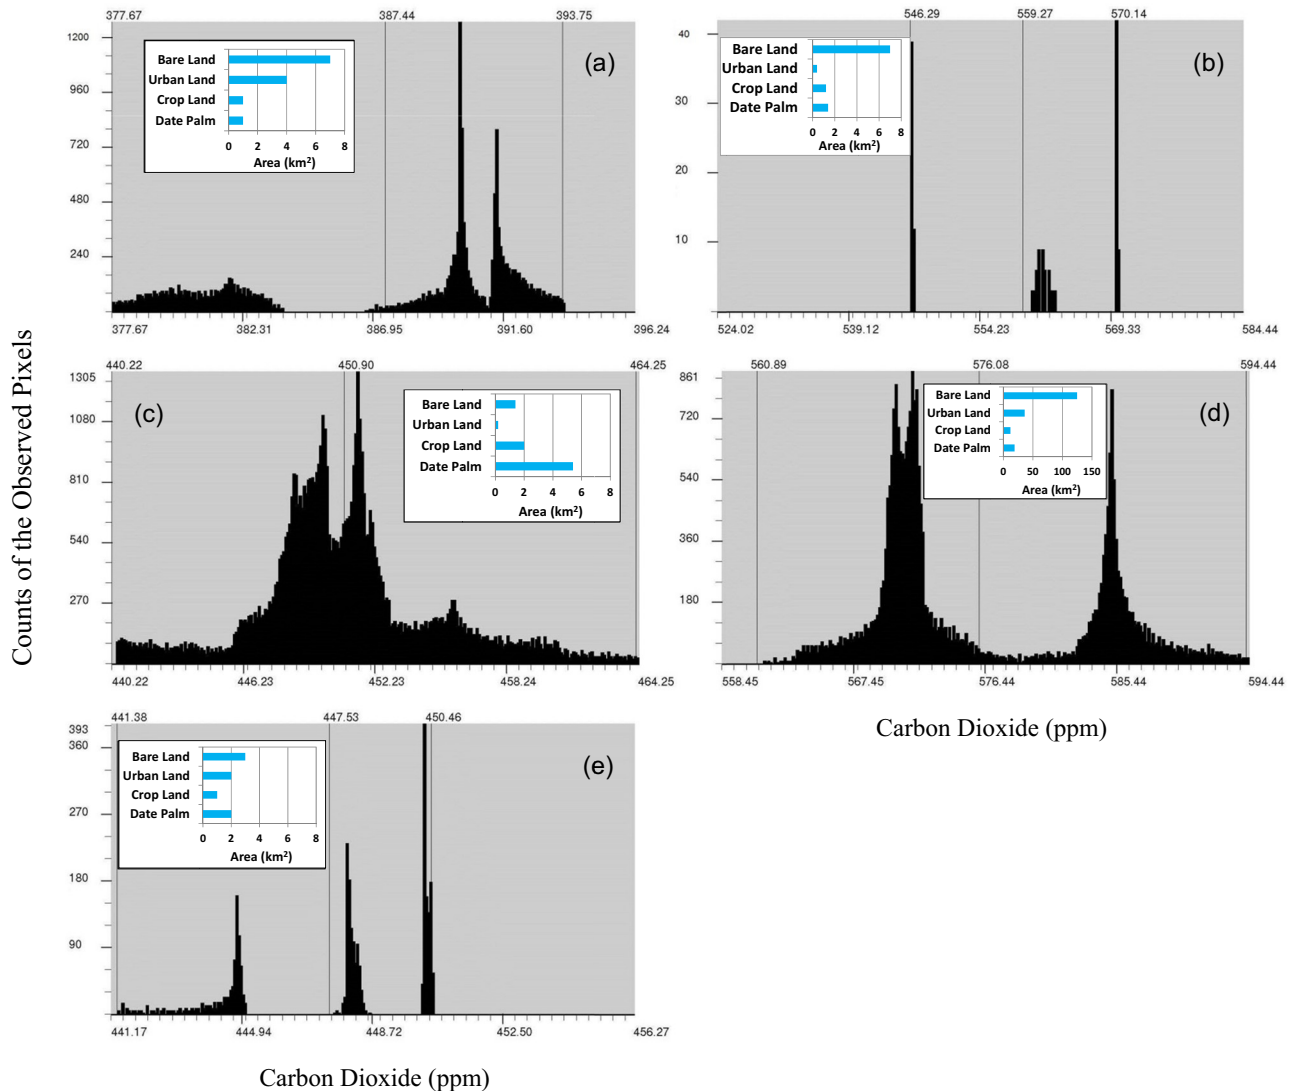 Counts of the Observed Pixels
377.67 387.44 393.75
1200
960
720
480
240
(a)
Bare Land
Urban Land
Crop Land
Date Palm
0 2 4 6 8
Area (km²)
377.67 382.31 386.95 391.60 396.24
546.29 559.27 570.14
40
30
20
10
(b)
Bare Land
Urban Land
Crop Land
Date Palm
0 2 4 6 8
Area (km²)
524.02 539.12 554.23 569.33 584.44
440.22 450.90 464.25
1305
1080
810
540
270
(c)
Bare Land
Urban Land
Crop Land
Date Palm
0 2 4 6 8
Area (km²)
440.22 446.23 452.23 458.24 464.25
560.89 576.08 594.44
861
720
540
360
180
(d)
Bare Land
Urban Land
Crop Land
Date Palm
0 50 100 150
Area (km²)
558.45 567.45 576.44 585.44 594.44
Carbon Dioxide (ppm)
441.38 447.53 450.46
393
360
270
180
90
(e)
Bare Land
Urban Land
Crop Land
Date Palm
0 2 4 6 8
Area (km²)
441.17 444.94 448.72 452.50 456.27
Carbon Dioxide (ppm)